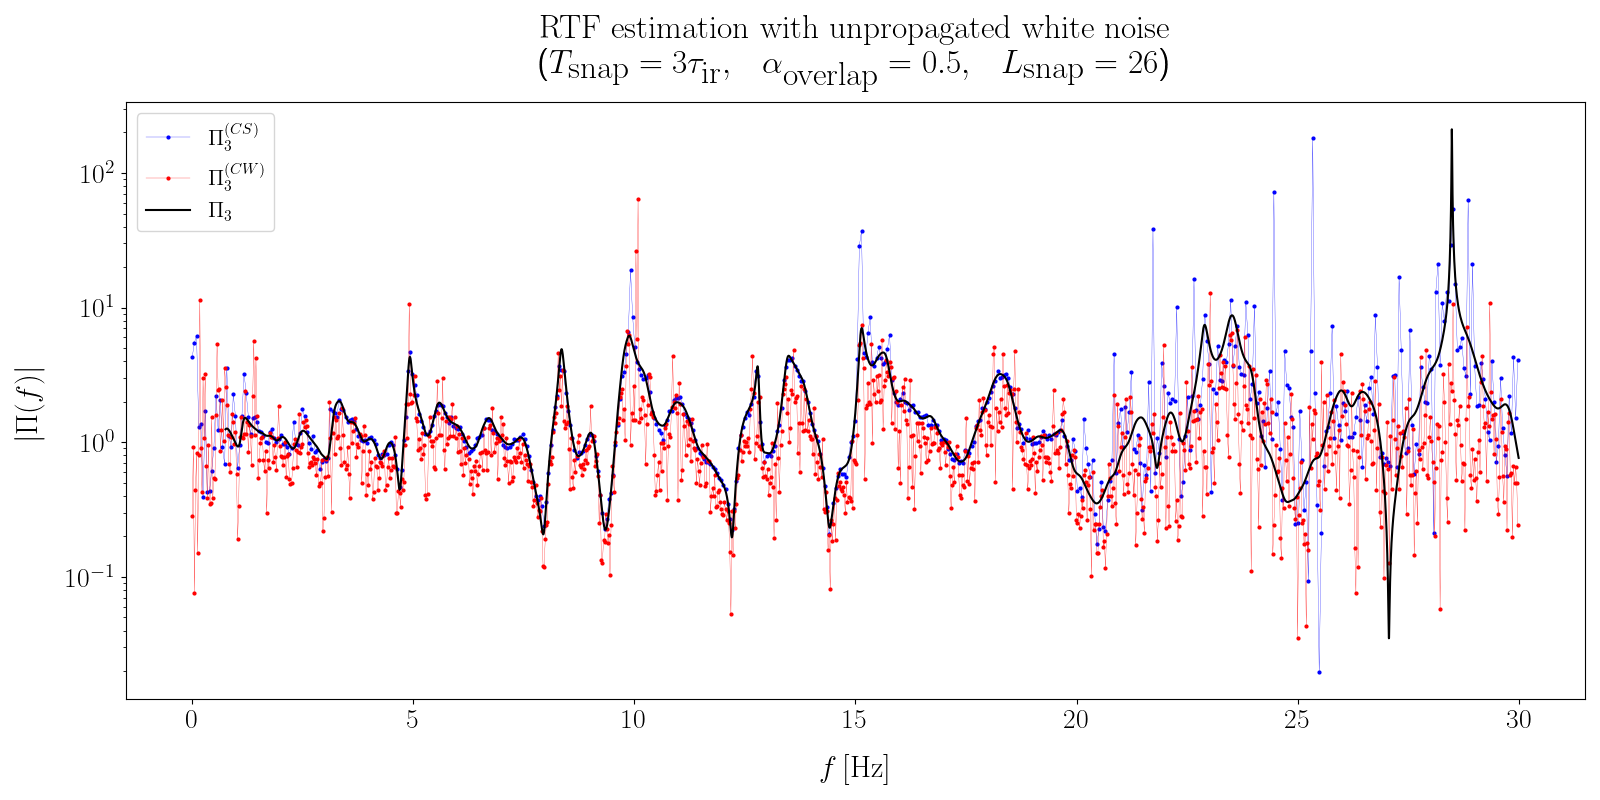 RTF estimation with unpropagated white noise
(T_snap = 3τ_ir, α_overlap = 0.5, L_snap = 26)
Π_3^(CS)
Π_3^(CW)
Π_3
|Π(f)|
10^2
10^1
10^0
10^−1
0 5 10 15 20 25 30
f [Hz]